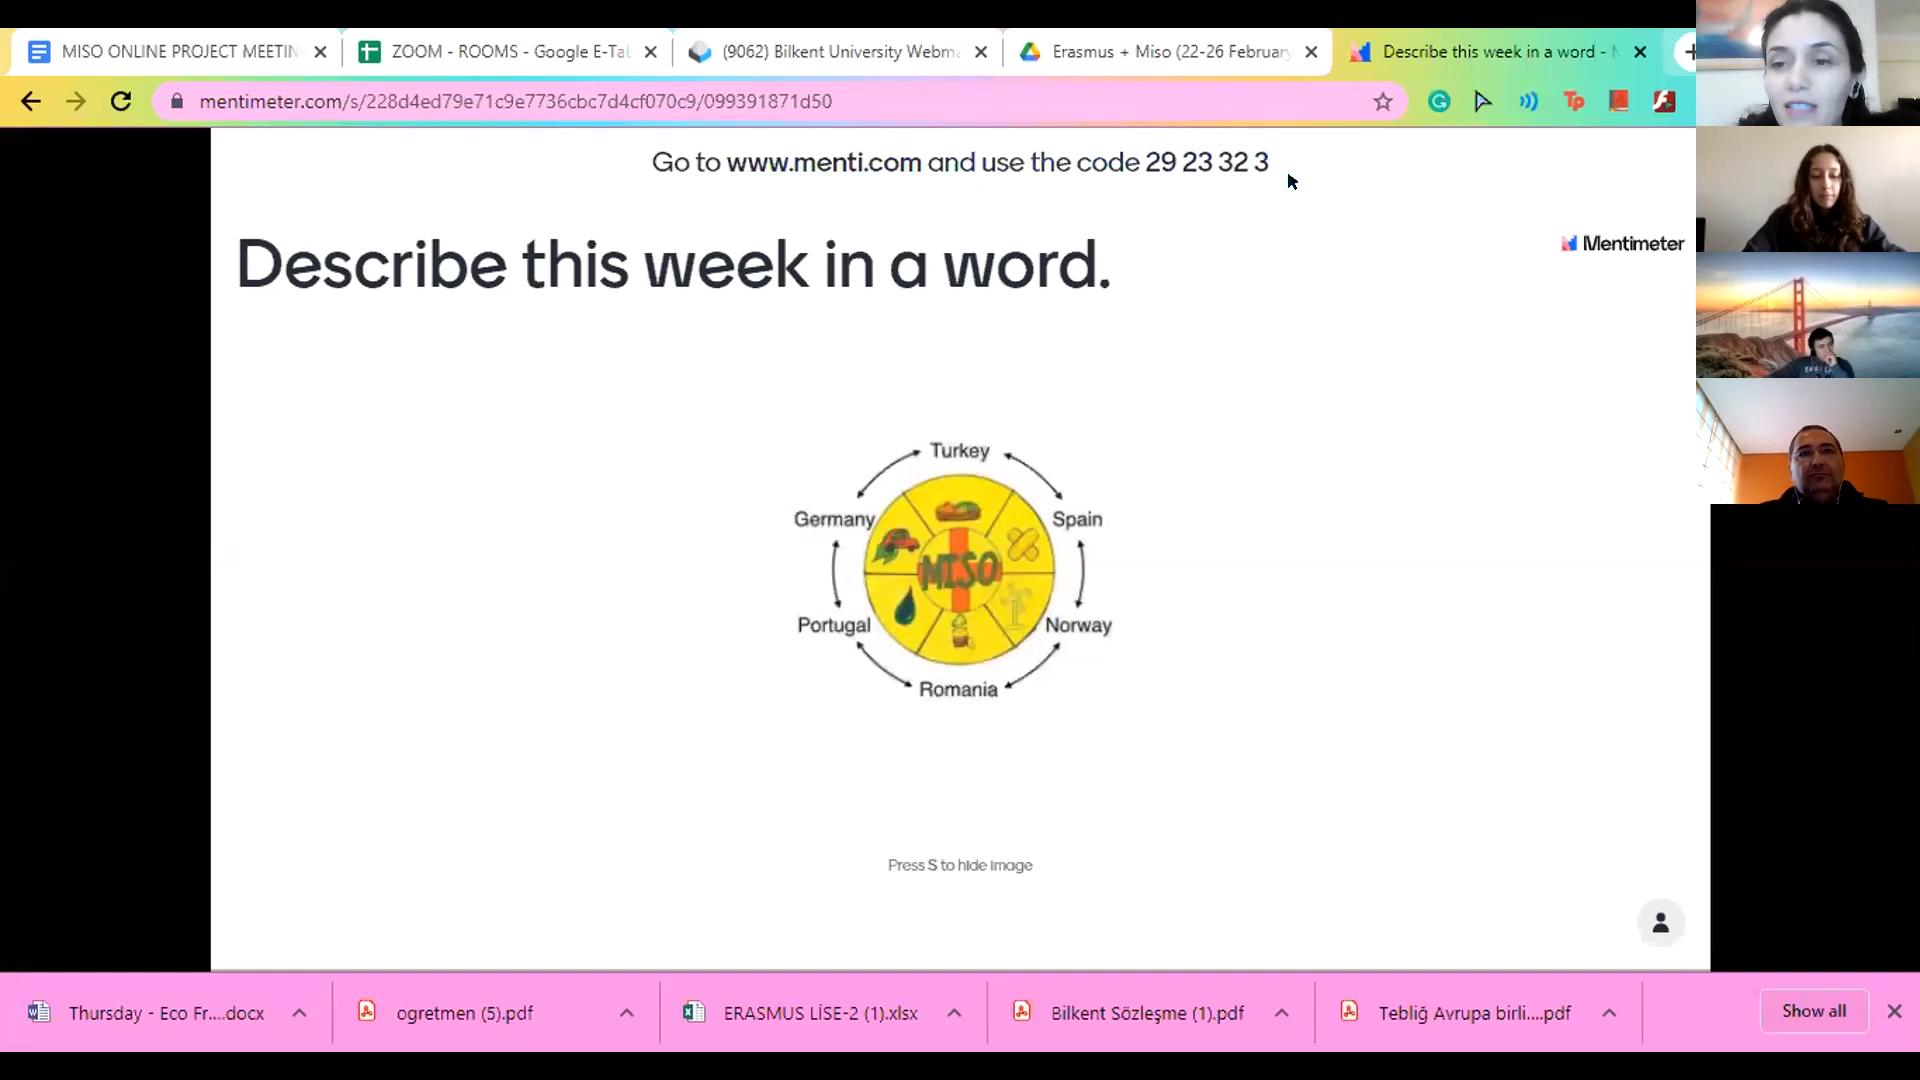 MISO ONLINE PROJECT MEETIN
ZOOM - ROOMS - Google E-Tab
(9062) Bilkent University Webma
Erasmus + Miso (22-26 February
Describe this week in a word -
mentimeter.com/s/228d4ed79e71c9e7736cbc7d4cf070c9/099391871d50
Go to www.menti.com and use the code 29 23 32 3
Describe this week in a word.
Mentimeter
Turkey
Germany
Spain
MISO
Portugal
Norway
Romania
Press S to hide image
Thursday - Eco Fr....docx
ogretmen (5).pdf
ERASMUS LİSE-2 (1).xlsx
Bilkent Sözleşme (1).pdf
Tebliğ Avrupa birli....pdf
Show all